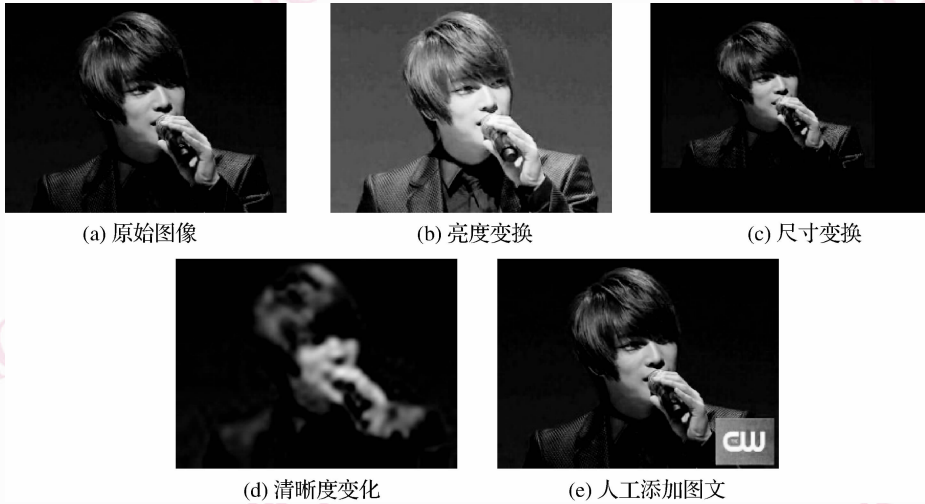 (a) 原始图像
(b) 亮度变换
(c) 尺寸变换
CW
(d) 清晰度变化
(e) 人工添加图文